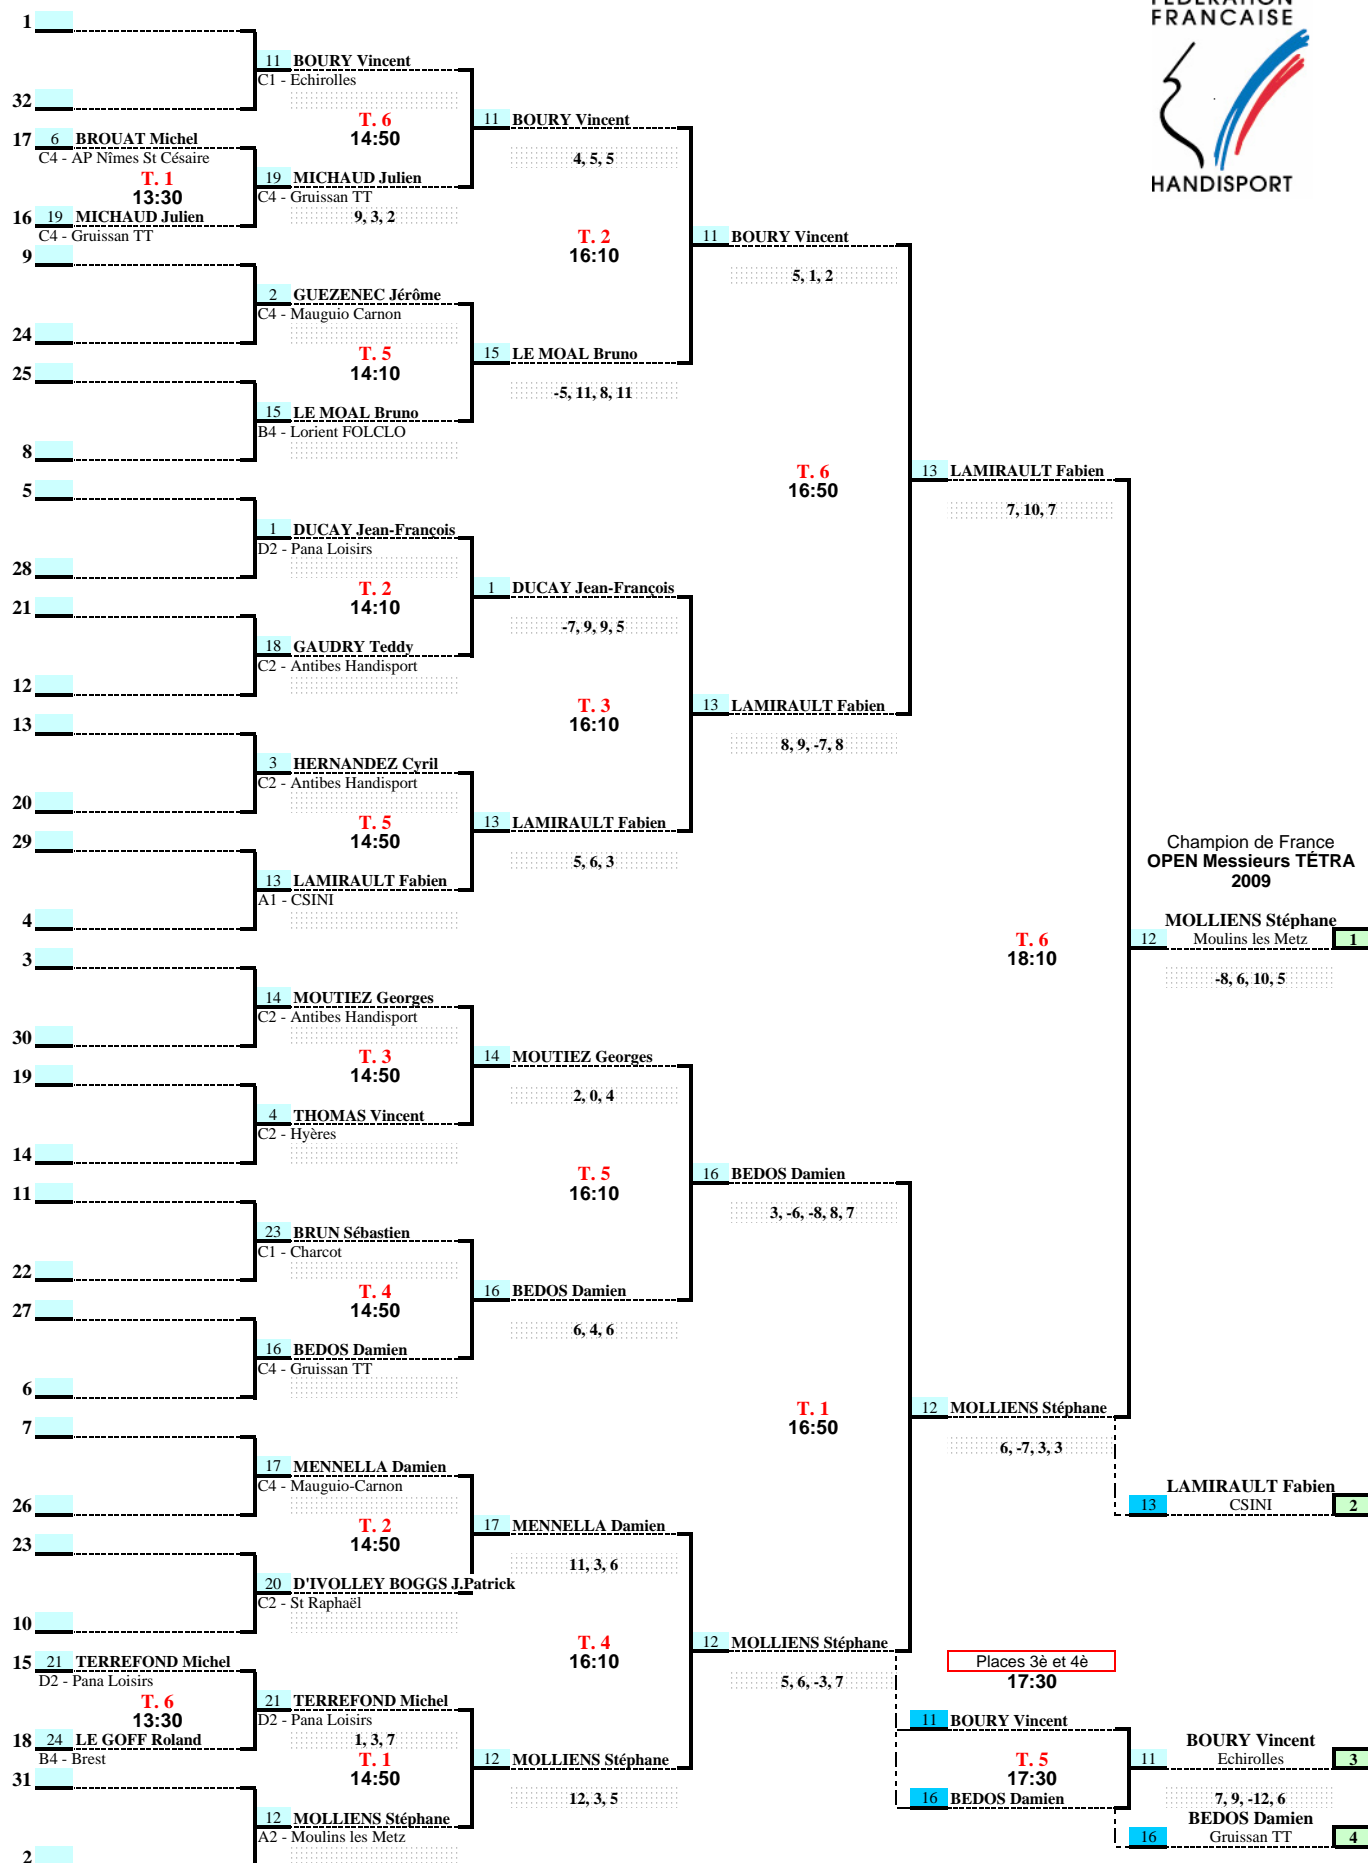 FEDERATION
FRANCAISE
HANDISPORT
1
11 BOURY Vincent
C1 - Echirolles
32
T. 6
14:50
11 BOURY Vincent
4, 5, 5
17 6 BROUAT Michel
C4 - AP Nîmes St Césaire
T. 1
13:30
19 MICHAUD Julien
C4 - Gruissan TT
9, 3, 2
16 19 MICHAUD Julien
C4 - Gruissan TT
T. 2
16:10
11 BOURY Vincent
5, 1, 2
9
2 GUEZENEC Jérôme
C4 - Mauguio Carnon
24
T. 5
14:10
15 LE MOAL Bruno
-5, 11, 8, 11
25
15 LE MOAL Bruno
B4 - Lorient FOLCLO
8
T. 6
16:50
13 LAMIRAULT Fabien
7, 10, 7
5
1 DUCAY Jean-François
D2 - Pana Loisirs
28
T. 2
14:10
1 DUCAY Jean-François
-7, 9, 9, 5
21
18 GAUDRY Teddy
C2 - Antibes Handisport
12
T. 3
16:10
13 LAMIRAULT Fabien
8, 9, -7, 8
13
3 HERNANDEZ Cyril
C2 - Antibes Handisport
20
T. 5
14:50
13 LAMIRAULT Fabien
5, 6, 3
29
13 LAMIRAULT Fabien
A1 - CSINI
4
Champion de France
OPEN Messieurs TÉTRA
2009
T. 6
18:10
MOLLIENS Stéphane
12 Moulins les Metz 1
-8, 6, 10, 5
3
14 MOUTIEZ Georges
C2 - Antibes Handisport
30
T. 3
14:50
14 MOUTIEZ Georges
2, 0, 4
19
4 THOMAS Vincent
C2 - Hyères
14
T. 5
16:10
16 BEDOS Damien
3, -6, -8, 8, 7
11
23 BRUN Sébastien
C1 - Charcot
22
T. 4
14:50
16 BEDOS Damien
6, 4, 6
27
16 BEDOS Damien
C4 - Gruissan TT
6
T. 1
16:50
12 MOLLIENS Stéphane
6, -7, 3, 3
7
17 MENNELLA Damien
C4 - Mauguio-Carnon
26
LAMIRAULT Fabien
13 CSINI 2
T. 2
14:50
17 MENNELLA Damien
11, 3, 6
23
20 D'IVOLLEY BOGGS J.Patrick
C2 - St Raphaël
10
T. 4
16:10
12 MOLLIENS Stéphane
5, 6, -3, 7
15 21 TERREFOND Michel
D2 - Pana Loisirs
T. 6
13:30
21 TERREFOND Michel
D2 - Pana Loisirs
1, 3, 7
18 24 LE GOFF Roland
B4 - Brest
T. 1
14:50
12 MOLLIENS Stéphane
12, 3, 5
31
12 MOLLIENS Stéphane
A2 - Moulins les Metz
2
Places 3è et 4è
17:30
11 BOURY Vincent
T. 5
17:30
16 BEDOS Damien
BOURY Vincent
11 Echirolles 3
7, 9, -12, 6
BEDOS Damien
16 Gruissan TT 4